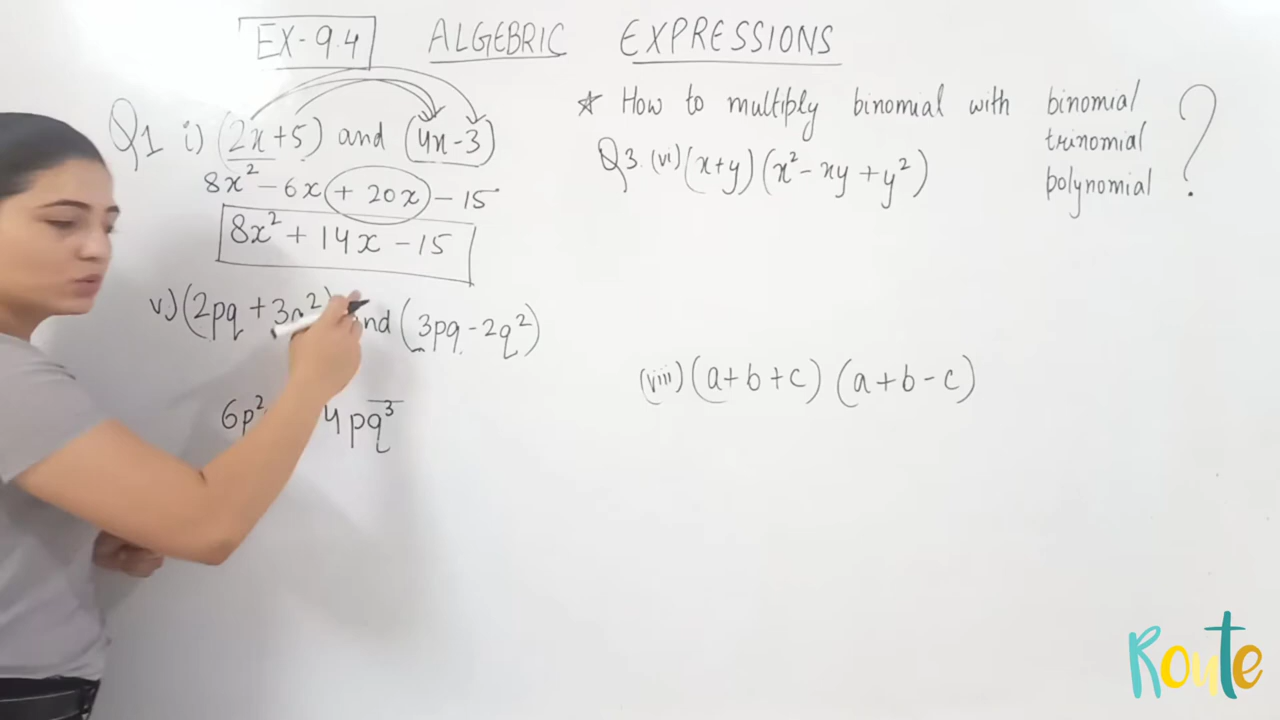 EX-9.4 ALGEBRIC EXPRESSIONS
Q1 i) (2x+5) and (4x-3)
8x² - 6x + 20x - 15
8x² + 14x - 15
v) (2pq + 3q²) and (3pq - 2q²)
6p² 4pq³
* How to multiply binomial with binomial
trinomial
polynomial ?
Q3. (vi) (x+y) (x² - xy + y²)
(viii) (a+b+c) (a+b-c)
Route